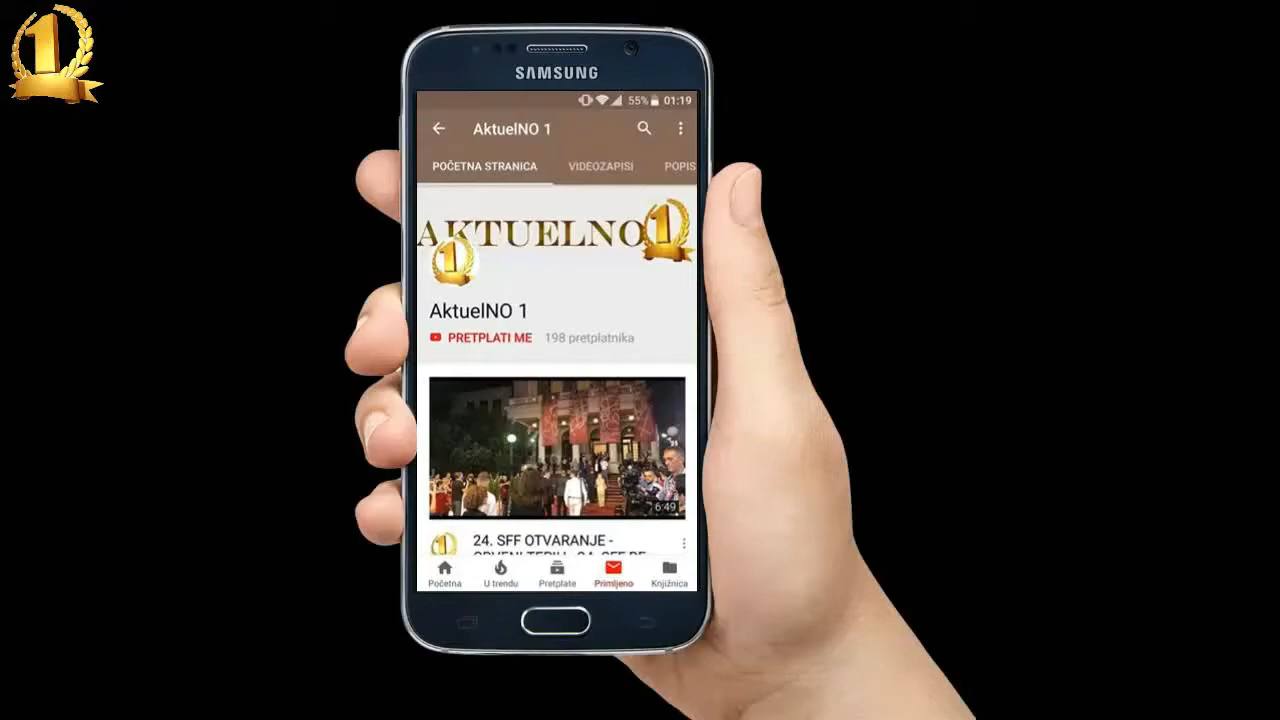 1
SAMSUNG
55% 01:19
AktuelNO 1
POČETNA STRANICA VIDEOZAPISI POPIS
AKTUELNO 1
1
AktuelNO 1
PRETPLATI ME 198 pretplatnika
6:49
24. SFF OTVARANJE -
Početna U trendu Pretplate Primljeno Knjižnica